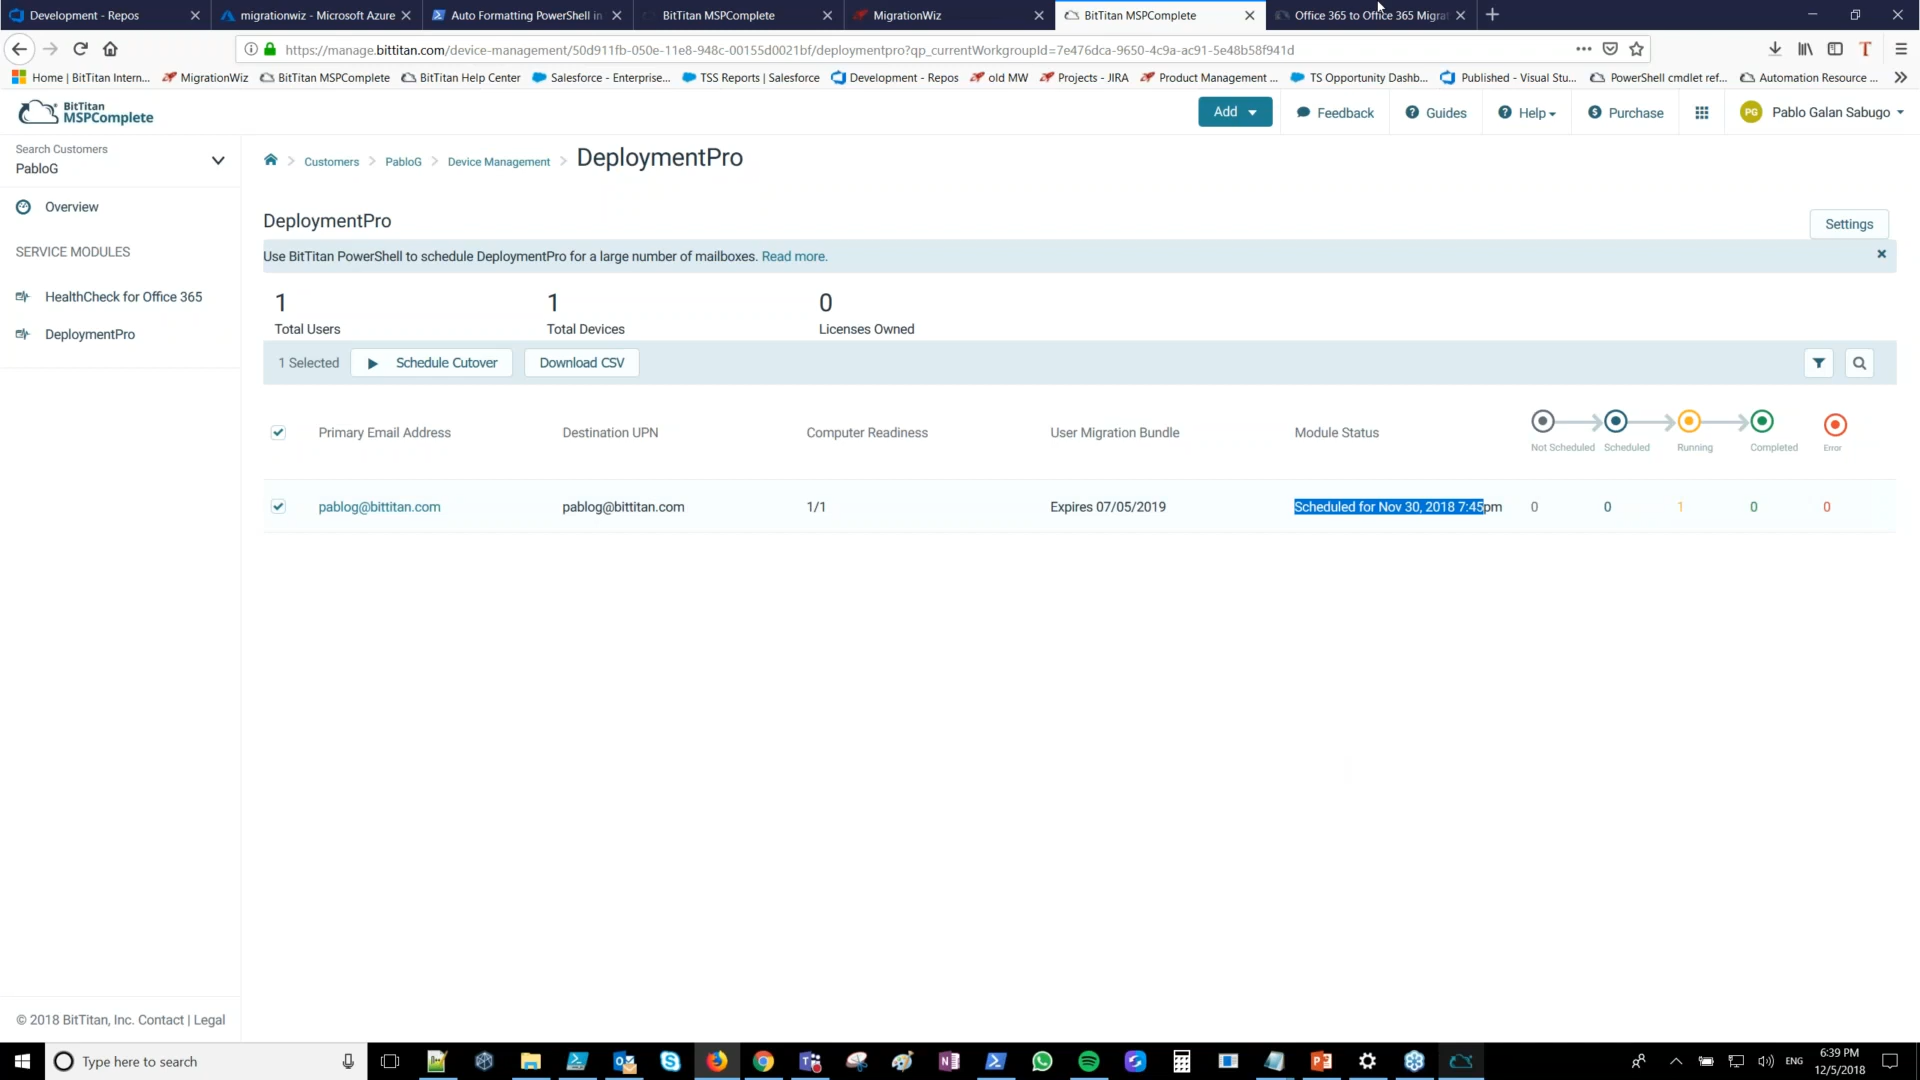 Development - Repos
migrationwiz - Microsoft Azure
Auto Formatting PowerShell in
BitTitan MSPComplete
MigrationWiz
BitTitan MSPComplete
Office 365 to Office 365 Migrat
https://manage.bittitan.com/device-management/50d911fb-050e-11e8-948c-00155d0021bf/deploymentpro?qp_currentWorkgroupId=7e476dca-9650-4c9a-ac91-5e48b58f941d
Home | BitTitan Intern...
MigrationWiz
BitTitan MSPComplete
BitTitan Help Center
Salesforce - Enterprise...
TSS Reports | Salesforce
Development - Repos
old MW
Projects - JIRA
Product Management ...
TS Opportunity Dashb...
Published - Visual Stu...
PowerShell cmdlet ref...
Automation Resource ...
BitTitan
MSPComplete
Add
Feedback
Guides
Help
Purchase
PG
Pablo Galan Sabugo
Search Customers
PabloG
Overview
SERVICE MODULES
HealthCheck for Office 365
DeploymentPro
Customers > PabloG > Device Management > DeploymentPro
DeploymentPro
Settings
Use BitTitan PowerShell to schedule DeploymentPro for a large number of mailboxes. Read more.
1
Total Users
1
Total Devices
0
Licenses Owned
1 Selected
Schedule Cutover
Download CSV
Primary Email Address
Destination UPN
Computer Readiness
User Migration Bundle
Module Status
Not Scheduled
Scheduled
Running
Completed
Error
pablog@bittitan.com
pablog@bittitan.com
1/1
Expires 07/05/2019
Scheduled for Nov 30, 2018 7:45pm
0
0
1
0
0
© 2018 BitTitan, Inc. Contact | Legal
Type here to search
ENG
6:39 PM
12/5/2018